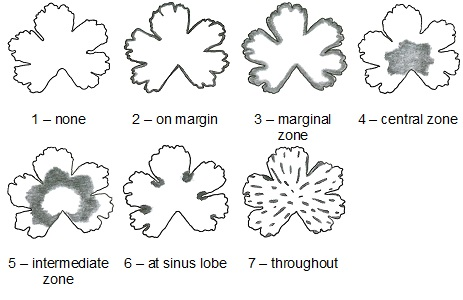 1 – none
2 – on margin
3 – marginal
zone
4 – central zone
5 – intermediate
zone
6 – at sinus lobe
7 – throughout